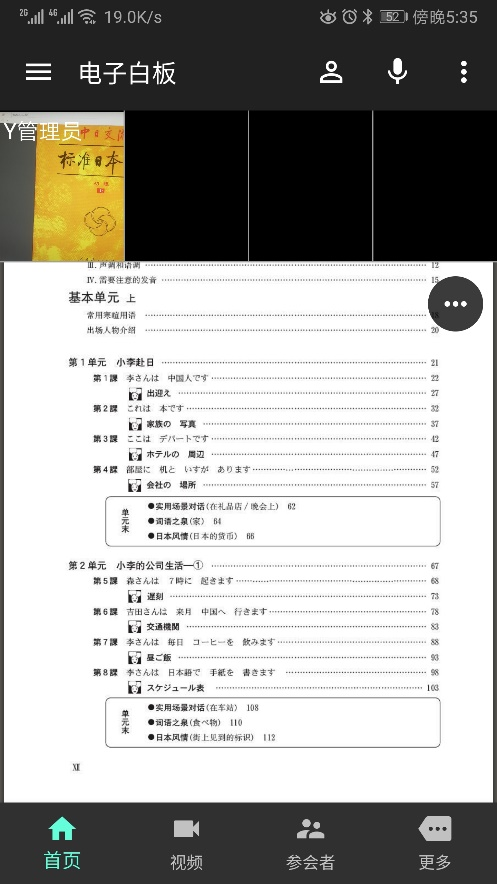 2G 4G 19.0K/s 52 傍晚5:35
电子白板
Y管理员
中日交流
标准日本
初级
III. 声调和语调 12
IV. 需要注意的发音 15
基本单元 上
常用寒暄用语 18
出场人物介绍 20
第1单元 小李赴日 21
第1課 李さんは 中国人です 22
出迎え 27
第2課 これは 本です 32
家族の 写真 37
第3課 ここは デパートです 42
ホテルの 周辺 47
第4課 部屋に 机と いすが あります 52
会社の 場所 57
单元末
●实用场景对话(在礼品店/晚会上) 62
●词语之泉(家) 64
●日本风情(日本的货币) 66
第2单元 小李的公司生活—① 67
第5課 森さんは 7時に 起きます 68
遅刻 73
第6課 吉田さんは 来月 中国へ 行きます 78
交通機関 83
第7課 李さんは 毎日 コーヒーを 飲みます 88
昼ご飯 93
第8課 李さんは 日本語で 手紙を 書きます 98
スケジュール表 103
单元末
●实用场景对话(在车站) 108
●词语之泉(食べ物) 110
●日本风情(街上见到的标识) 112
XII
首页 视频 参会者 更多